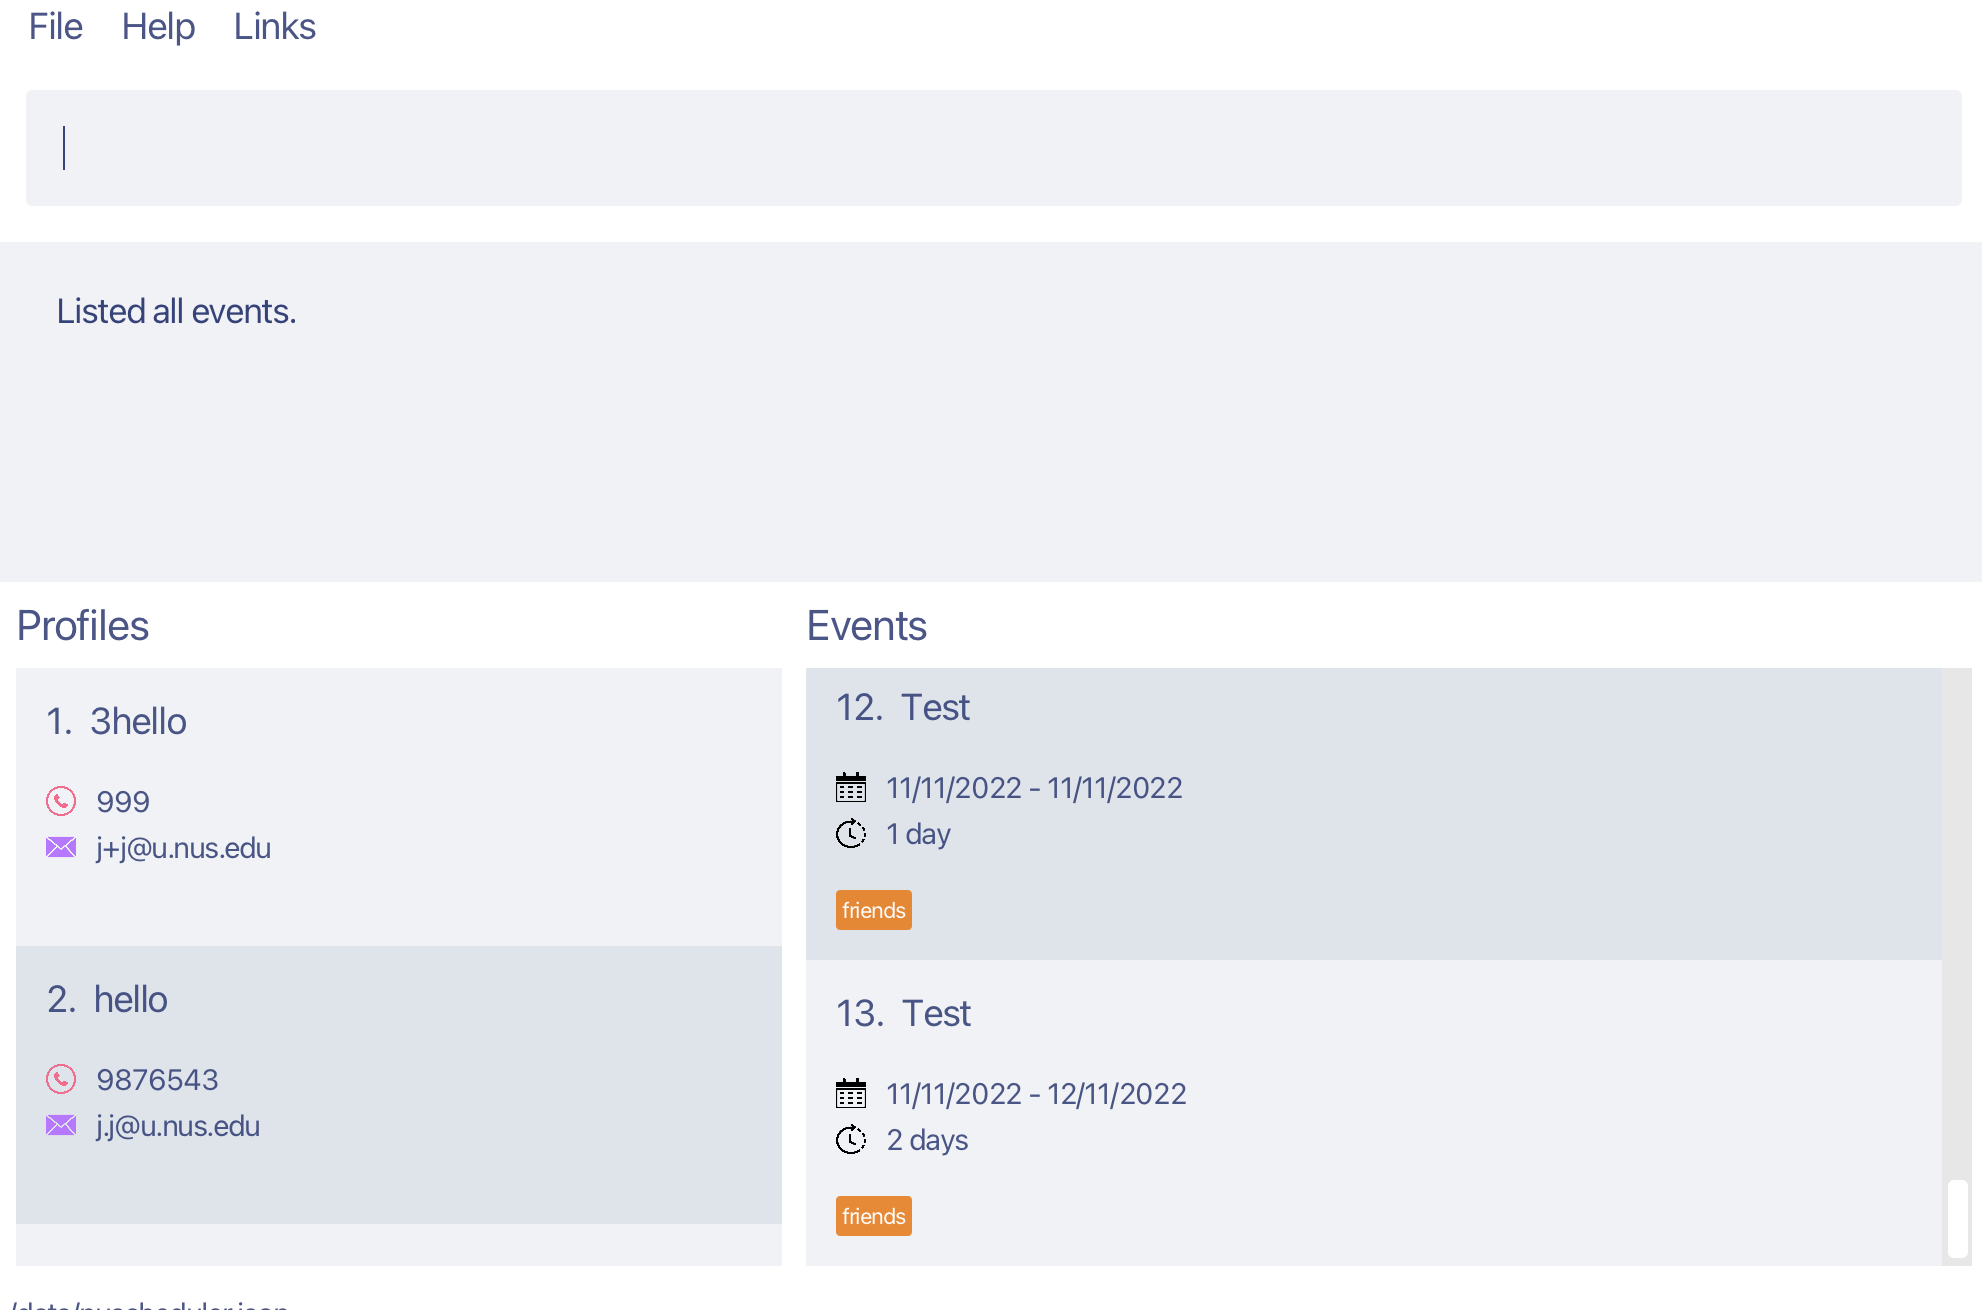 File Help Links
Listed all events.
Profiles
1. 3hello
999
j+j@u.nus.edu
2. hello
9876543
j.j@u.nus.edu
Events
12. Test
11/11/2022 - 11/11/2022
1 day
friends
13. Test
11/11/2022 - 12/11/2022
2 days
friends